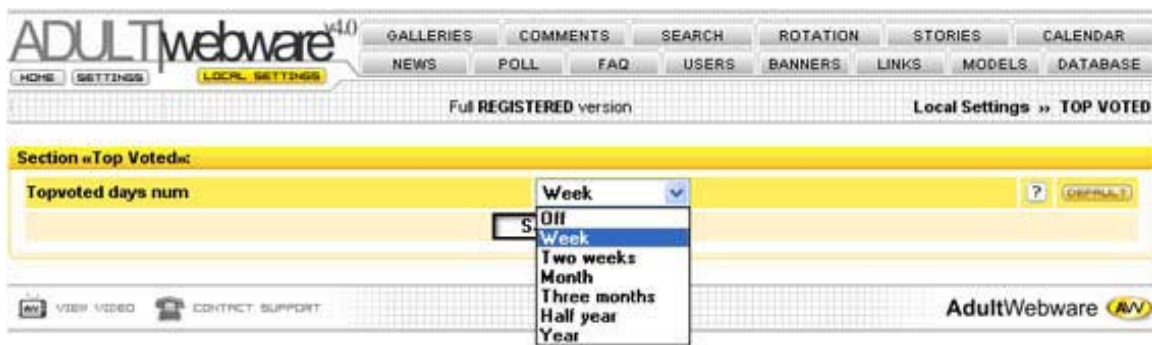 ADULTwebware v4.0
GALLERIES COMMENTS SEARCH ROTATION STORIES CALENDAR
NEWS POLL FAQ USERS BANNERS LINKS MODELS DATABASE
HOME SETTINGS LOCAL SETTINGS
Full REGISTERED version
Local Settings »» TOP VOTED
Section «Top Voted«:
Topvoted days num
Week
? DEFAULT
S
Off
Week
Two weeks
Month
Three months
Half year
Year
AW VIEW VIDEO CONTACT SUPPORT
AdultWebware AW